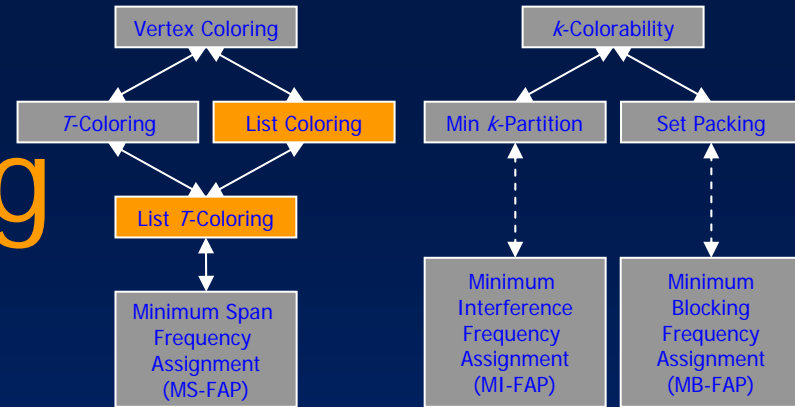 Vertex Coloring
k-Colorability
T-Coloring
List Coloring
Min k-Partition
Set Packing
g
List T-Coloring
Minimum Span
Frequency
Assignment
(MS-FAP)
Minimum
Interference
Frequency
Assignment
(MI-FAP)
Minimum
Blocking
Frequency
Assignment
(MB-FAP)